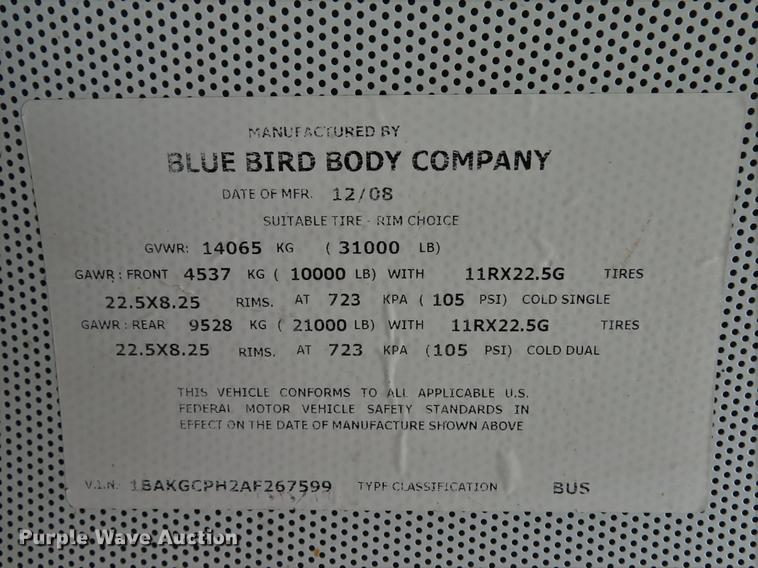 MANUFACTURED BY
BLUE BIRD BODY COMPANY
DATE OF MFR. 12/08
SUITABLE TIRE - RIM CHOICE
GVWR: 14065 KG ( 31000 LB)
GAWR : FRONT 4537 KG ( 10000 LB) WITH 11RX22.5G TIRES
22.5X8.25 RIMS. AT 723 KPA ( 105 PSI) COLD SINGLE
GAWR : REAR 9528 KG ( 21000 LB) WITH 11RX22.5G TIRES
22.5X8.25 RIMS. AT 723 KPA (105 PSI) COLD DUAL
THIS VEHICLE CONFORMS TO ALL APPLICABLE U.S.
FEDERAL MOTOR VEHICLE SAFETY STANDARDS IN
EFFECT ON THE DATE OF MANUFACTURE SHOWN ABOVE
V.I.N. 1BAKGCPH2AF267599 TYPE CLASSIFICATION BUS
Purple Wave Auction